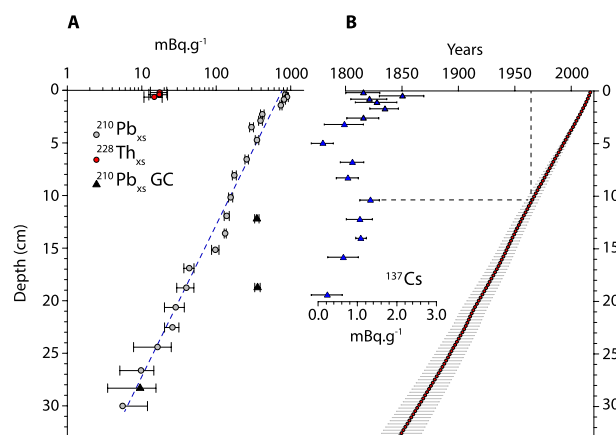 A
B
mBq.g⁻¹
Years
1 10 100 1000
1800 1850 1900 1950 2000
0 0
²¹⁰Pbxs
²²⁸Thxs
²¹⁰Pbxs GC
5 5
10 10
15 15
20 20
25 25
30 30
Depth (cm)
¹³⁷Cs
0.0 1.0 2.0 3.0
mBq.g⁻¹